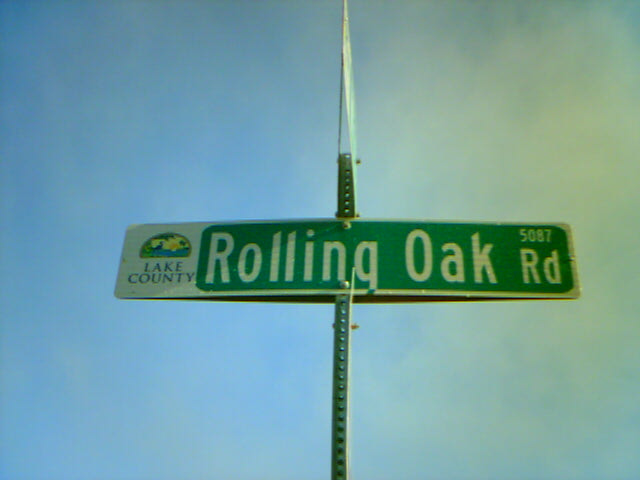 LAKE
COUNTY
Rolling Oak Rd
5087